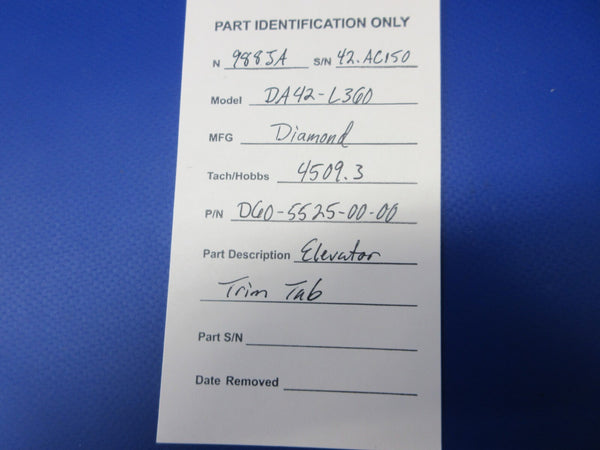 PART IDENTIFICATION ONLY
N 988JA S/N 42.AC150
Model DA42-L360
MFG Diamond
Tach/Hobbs 4509.3
P/N D60-5525-00-00
Part Description Elevator
Trim Tab
Part S/N
Date Removed